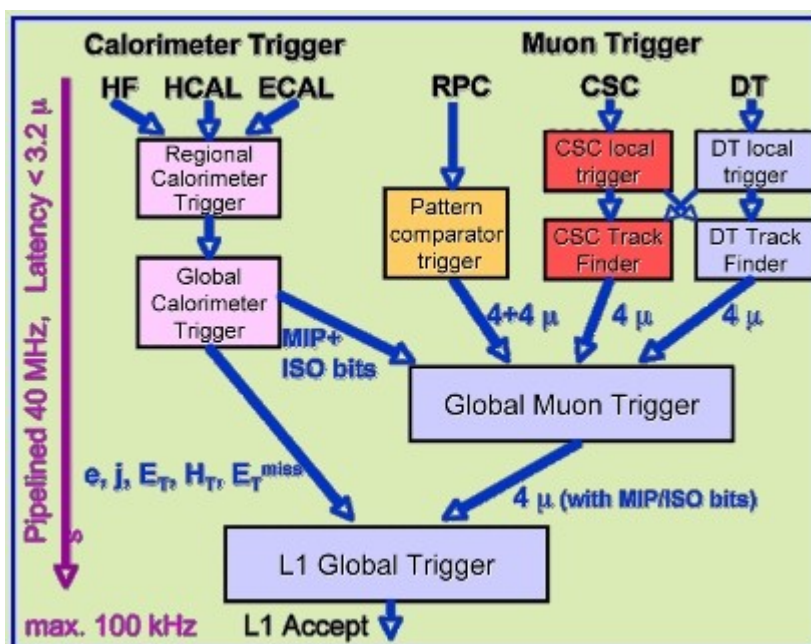 Calorimeter Trigger
Muon Trigger
HF HCAL ECAL
RPC CSC DT
Regional
Calorimeter
Trigger
CSC local
trigger
DT local
trigger
Pattern
comparator
trigger
CSC Track
Finder
DT Track
Finder
Global
Calorimeter
Trigger
MIP+
ISO bits
4+4 μ
4 μ
4 μ
Global Muon Trigger
e, j, E_T, H_T, E_T^miss
4 μ (with MIP/ISO bits)
L1 Global Trigger
L1 Accept
max. 100 kHz
Pipelined 40 MHz, Latency < 3.2 μ
s